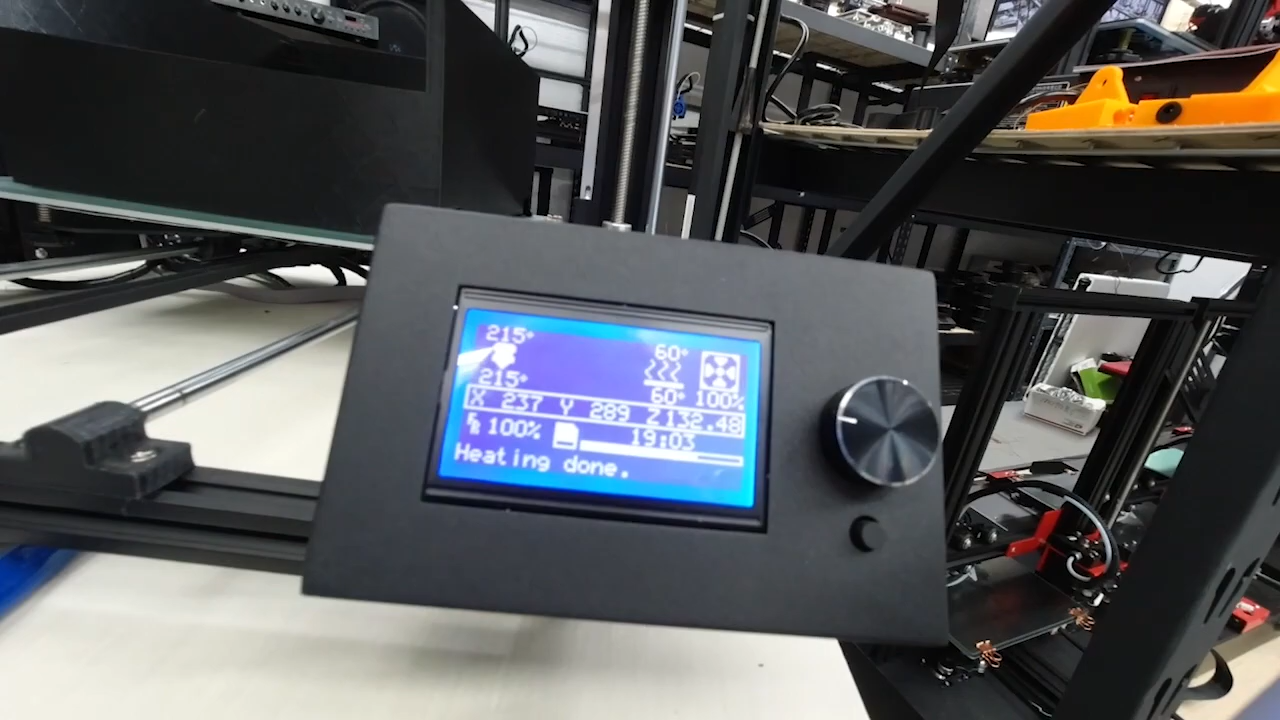 215° 60°
215° 60° 100%
X 237 Y 289 Z132.48
100% 19:03
Heating done.